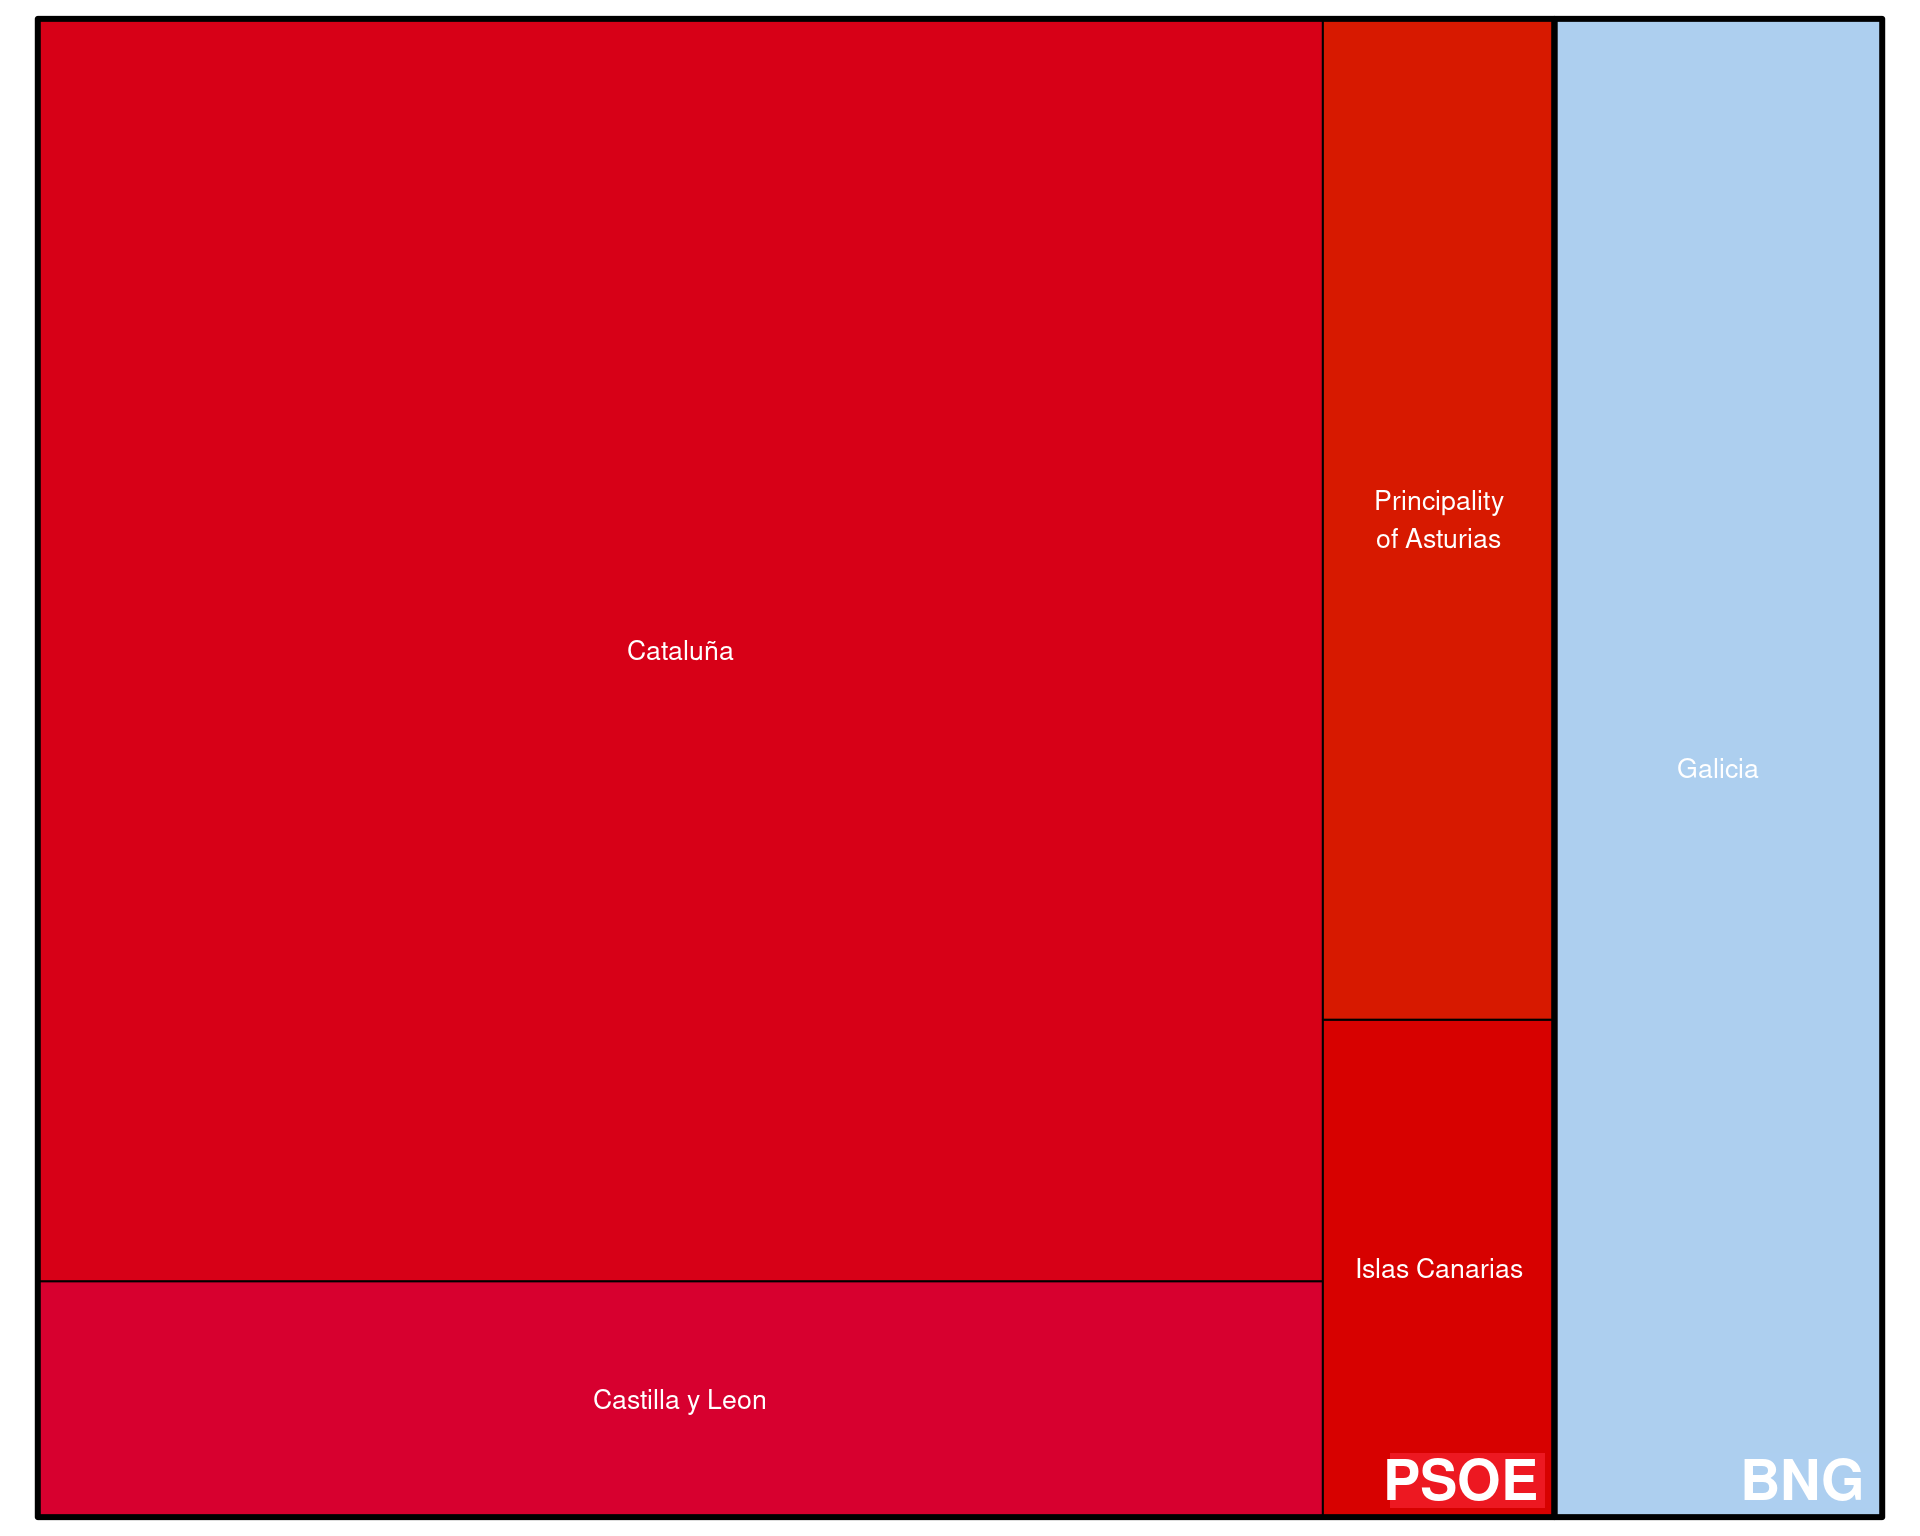 Principality
of Asturias
Cataluña
Galicia
Islas Canarias
Castilla y Leon
PSOE
BNG